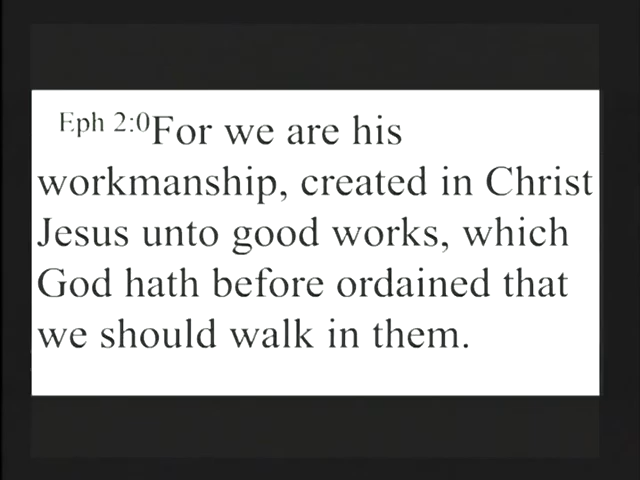 Eph 2:0For we are his
workmanship, created in Christ
Jesus unto good works, which
God hath before ordained that
we should walk in them.